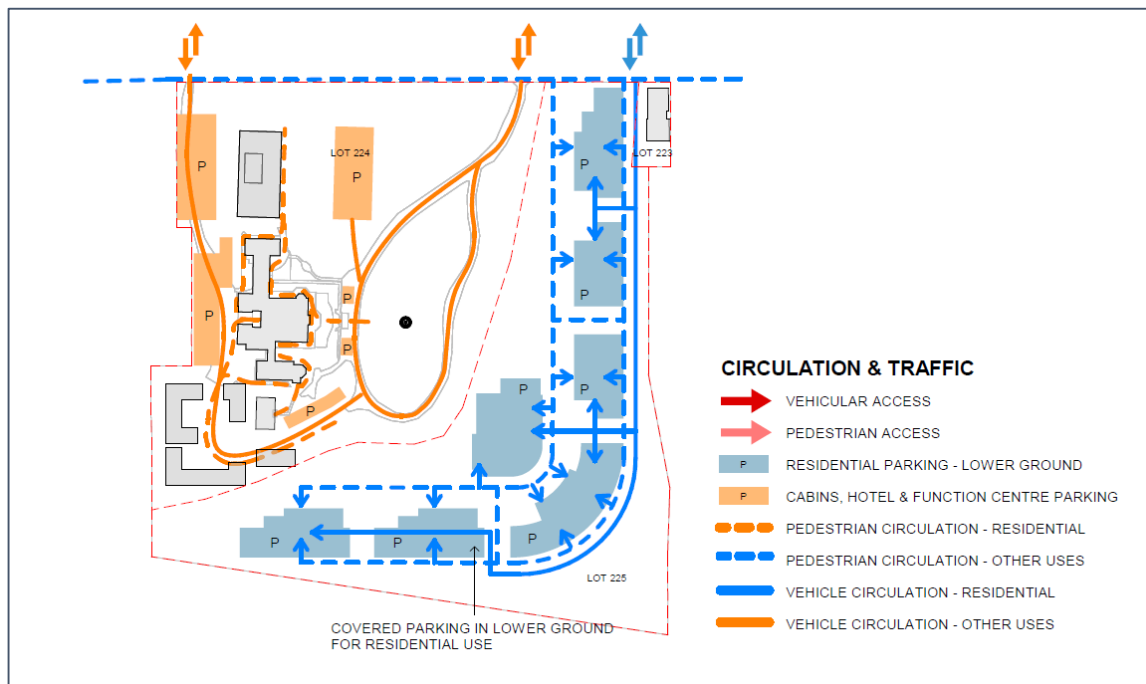 LOT 224
P
P
LOT 223
P
P
P
P
P
P
P
P
P
P
P
P
LOT 225
COVERED PARKING IN LOWER GROUND
FOR RESIDENTIAL USE
CIRCULATION & TRAFFIC
VEHICULAR ACCESS
PEDESTRIAN ACCESS
P RESIDENTIAL PARKING - LOWER GROUND
P CABINS, HOTEL & FUNCTION CENTRE PARKING
PEDESTRIAN CIRCULATION - RESIDENTIAL
PEDESTRIAN CIRCULATION - OTHER USES
VEHICLE CIRCULATION - RESIDENTIAL
VEHICLE CIRCULATION - OTHER USES